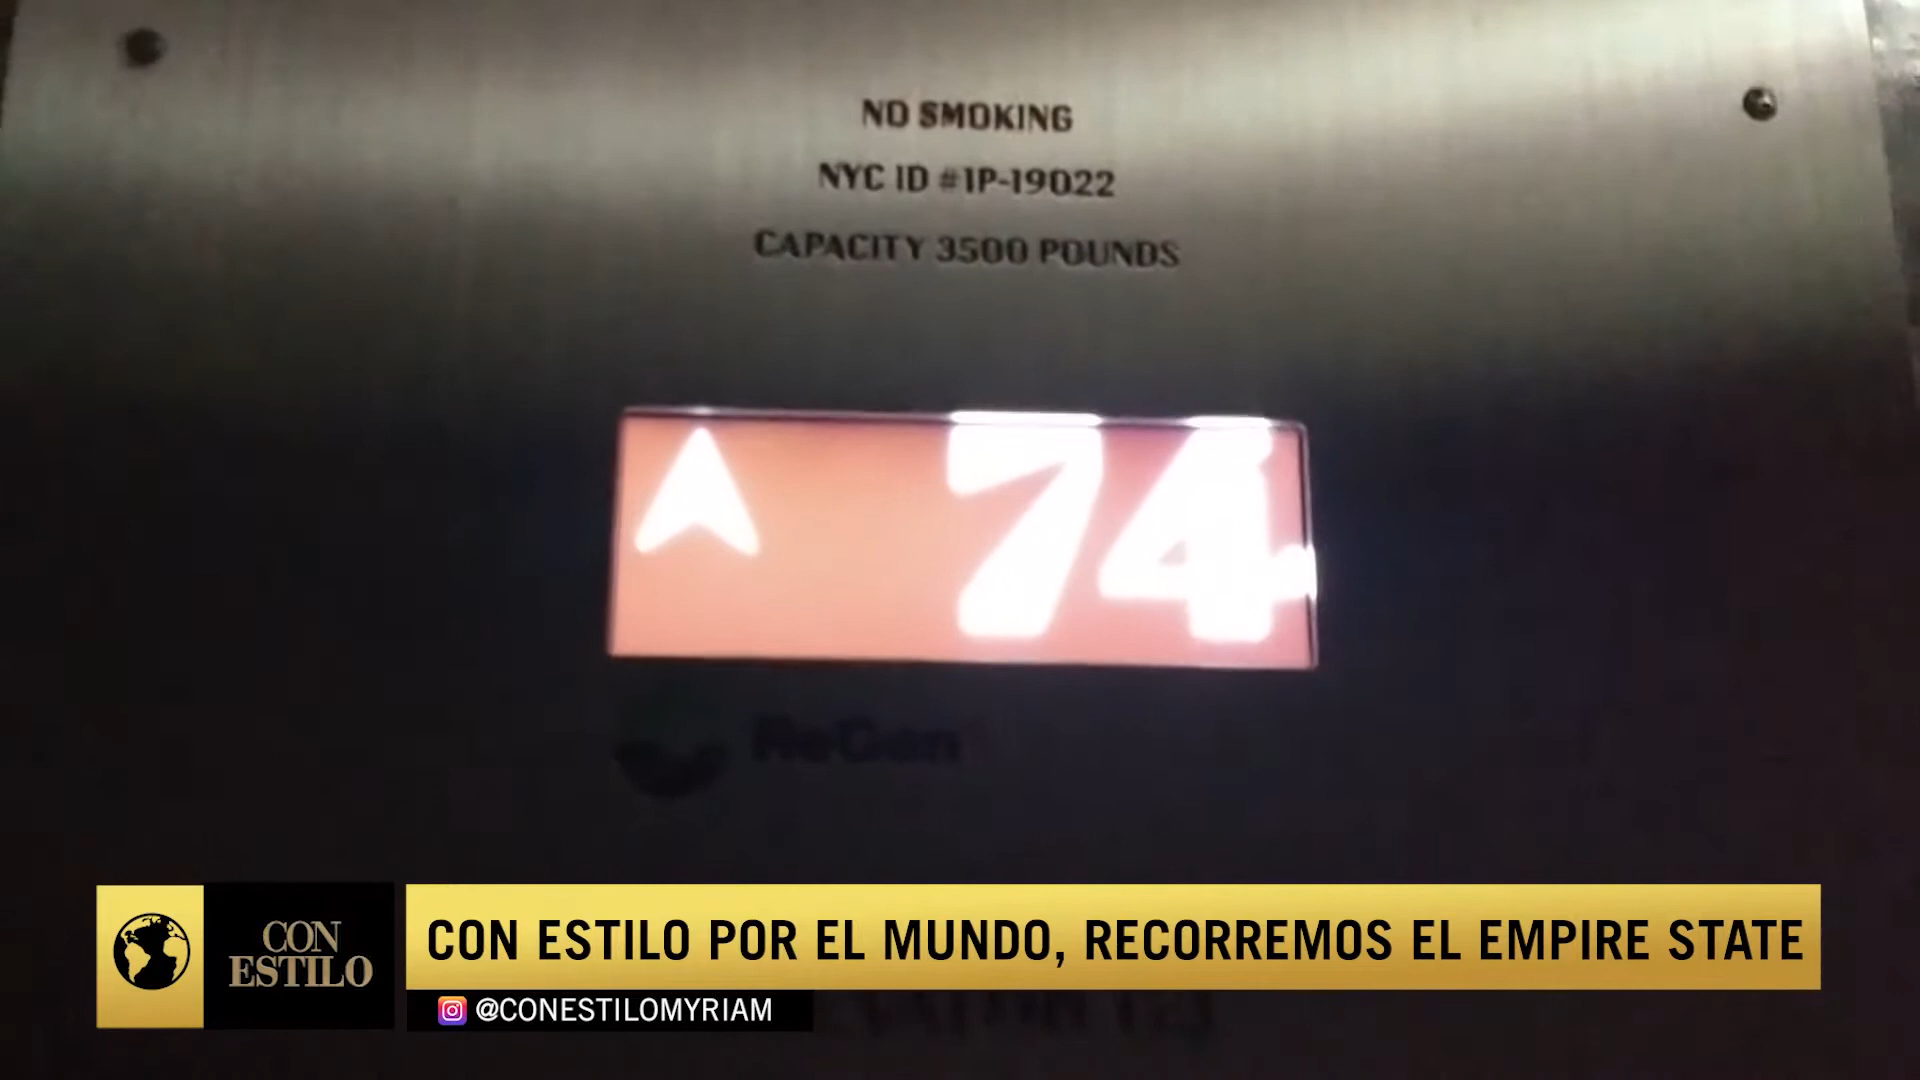 NO SMOKING
NYC ID #1P-19022
CAPACITY 3500 POUNDS
74
ReGen
CON
ESTILO
CON ESTILO POR EL MUNDO, RECORREMOS EL EMPIRE STATE
@CONESTILOMYRIAM